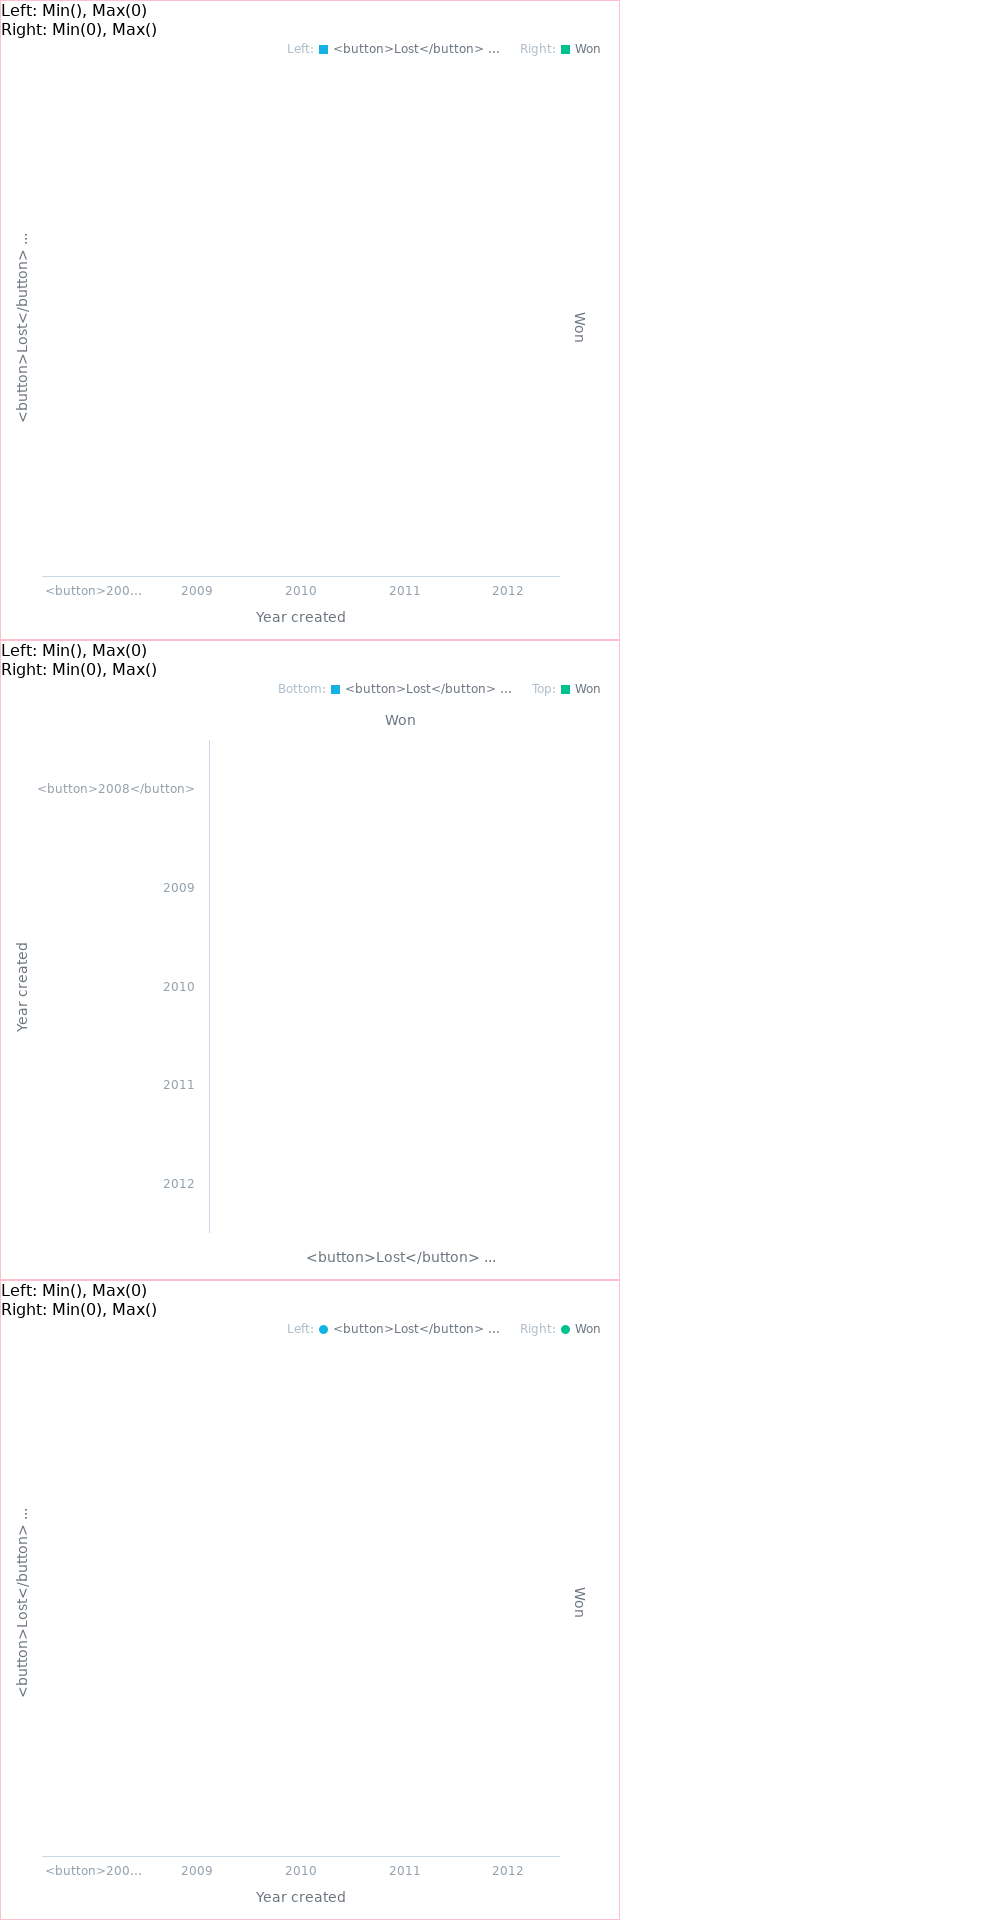 Left: Min(), Max(0)
Right: Min(0), Max()
Left: <button>Lost</button> ... Right: Won
<button>Lost</button> ...
Won
<button>200... 2009 2010 2011 2012
Year created
Left: Min(), Max(0)
Right: Min(0), Max()
Bottom: <button>Lost</button> ... Top: Won
Won
<button>2008</button>
2009
2010
2011
2012
Year created
<button>Lost</button> ...
Left: Min(), Max(0)
Right: Min(0), Max()
Left: <button>Lost</button> ... Right: Won
<button>Lost</button> ...
Won
<button>200... 2009 2010 2011 2012
Year created